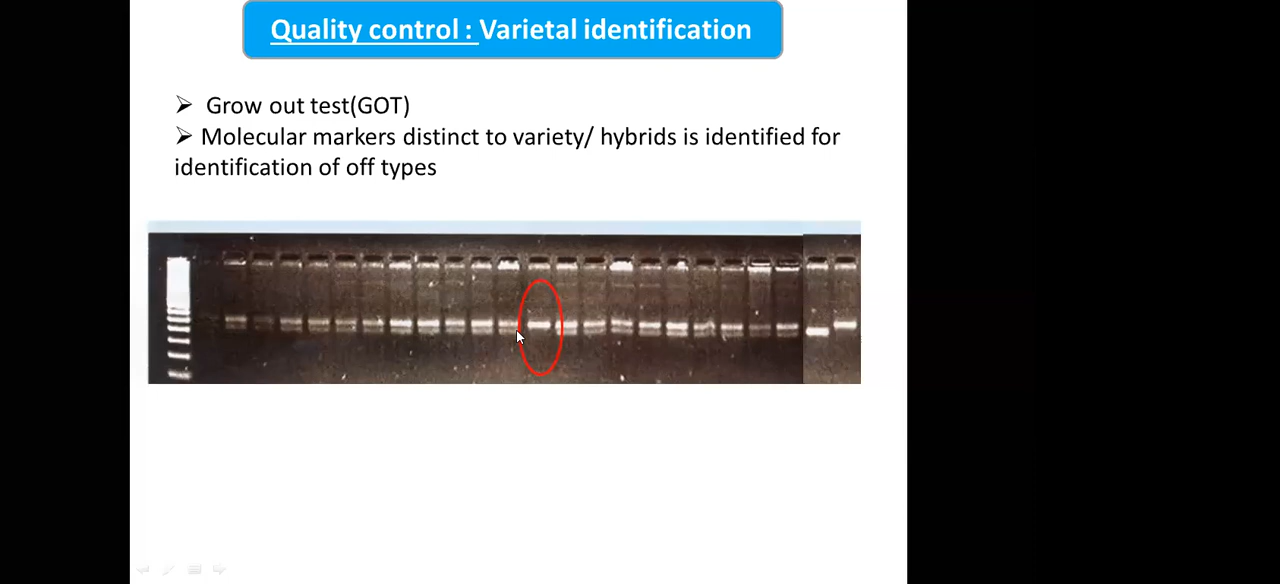 Quality control : Varietal identification
➢ Grow out test(GOT)
➢ Molecular markers distinct to variety/ hybrids is identified for
identification of off types